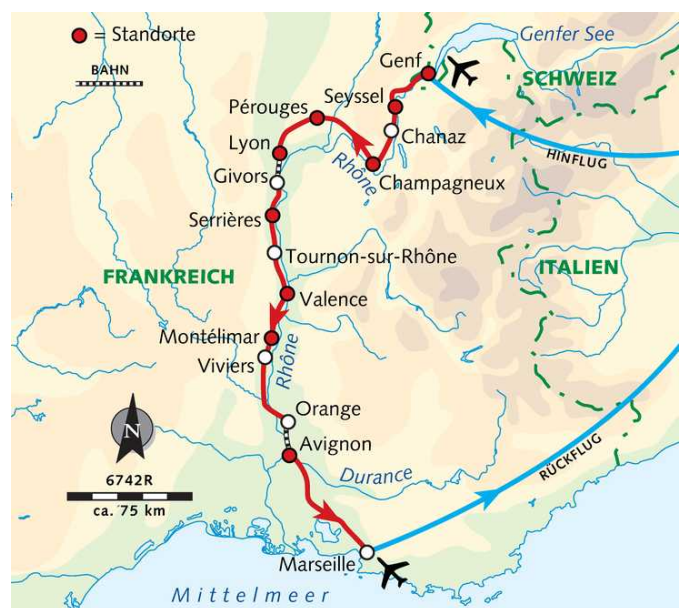 = Standorte
BAHN
Genfer See
Genf
SCHWEIZ
Seyssel
Pérouges
Chanaz
Lyon
Rhône
HINFLUG
Givors
Champagneux
Serrières
Tournon-sur-Rhône
FRANKREICH
ITALIEN
Valence
Montélimar
Rhône
Viviers
Orange
N
Avignon
6742R
Durance
RÜCKFLUG
ca. 75 km
Marseille
Mittelmeer